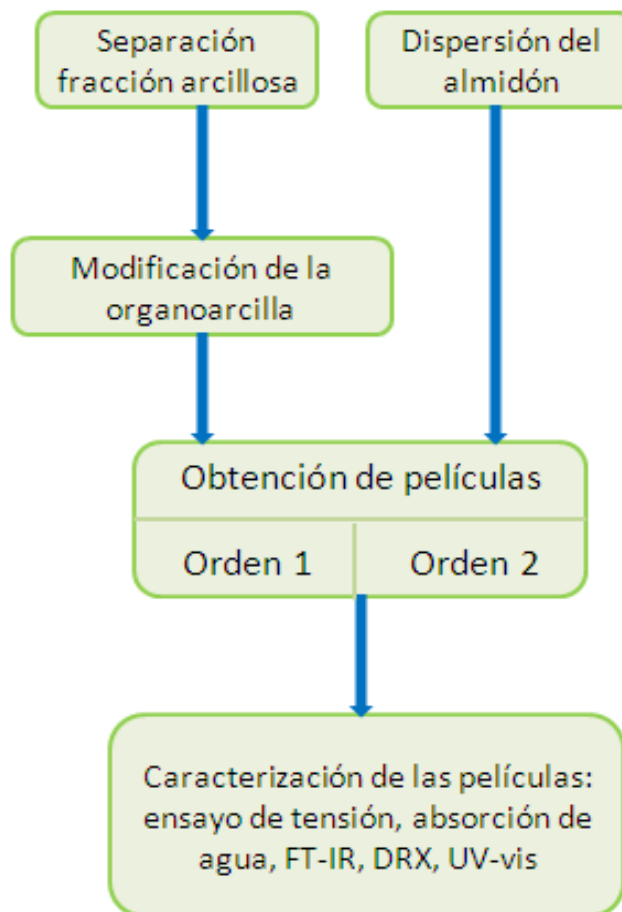 Separación
fracción arcillosa
Dispersión del
almidón
Modificación de la
organoarcilla
Obtención de películas
Orden 1
Orden 2
Caracterización de las películas:
ensayo de tensión, absorción de
agua, FT-IR, DRX, UV-vis